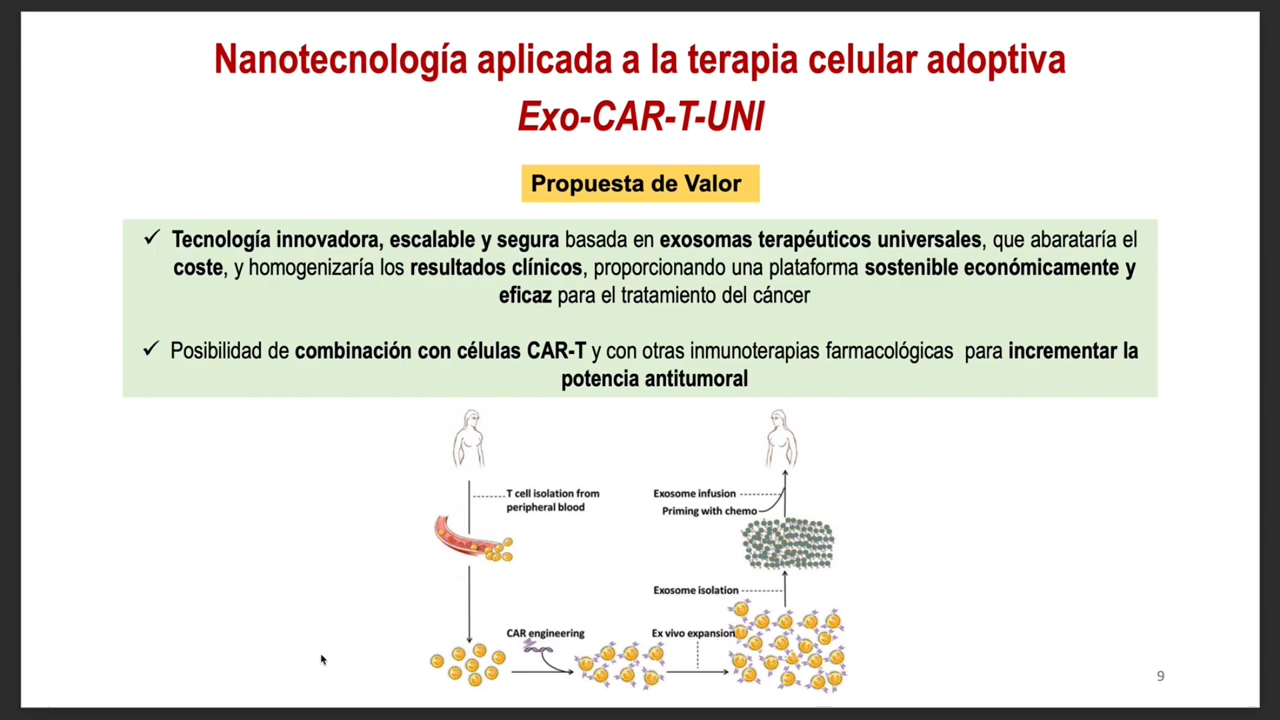 Nanotecnología aplicada a la terapia celular adoptiva
Exo-CAR-T-UNI
Propuesta de Valor
✓ Tecnología innovadora, escalable y segura basada en exosomas terapéuticos universales, que abarataría el
coste, y homogenizaría los resultados clínicos, proporcionando una plataforma sostenible económicamente y
eficaz para el tratamiento del cáncer
✓ Posibilidad de combinación con células CAR-T y con otras inmunoterapias farmacológicas para incrementar la
potencia antitumoral
T cell isolation from
peripheral blood
Exosome infusion
Priming with chemo
Exosome isolation
CAR engineering
Ex vivo expansion
9